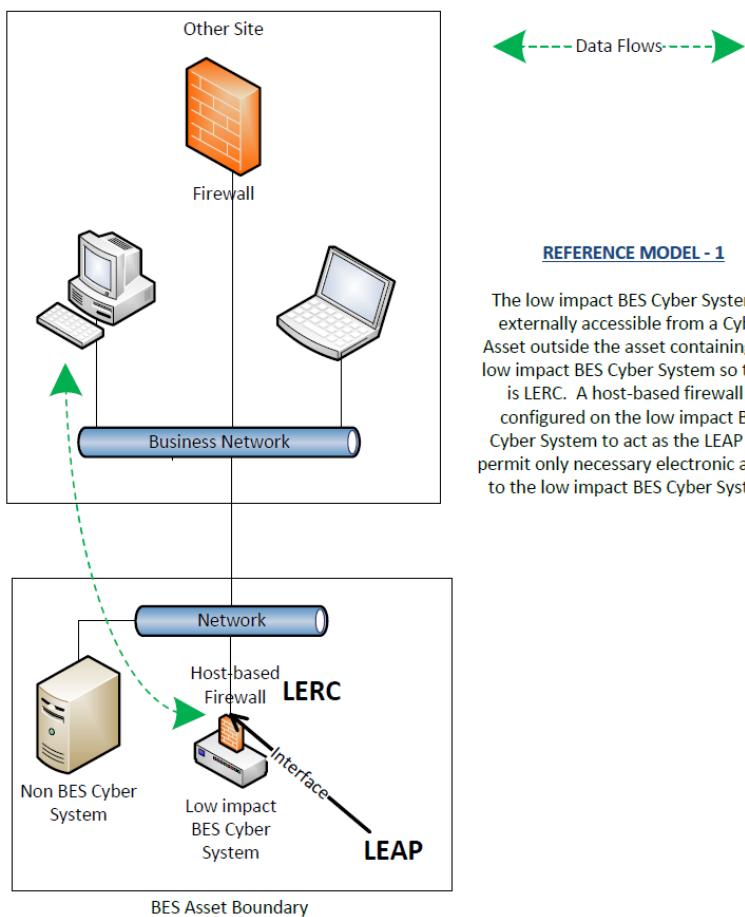 Other Site
Data Flows
Firewall
REFERENCE MODEL - 1
The low impact BES Cyber System
externally accessible from a Cy
Asset outside the asset containing
low impact BES Cyber System so t
is LERC. A host-based firewall
configured on the low impact B
Cyber System to act as the LEAP
permit only necessary electronic a
to the low impact BES Cyber Syst
Business Network
Network
Host-based
Firewall
LERC
Interface
Non BES Cyber
System
Low impact
BES Cyber
System
LEAP
BES Asset Boundary